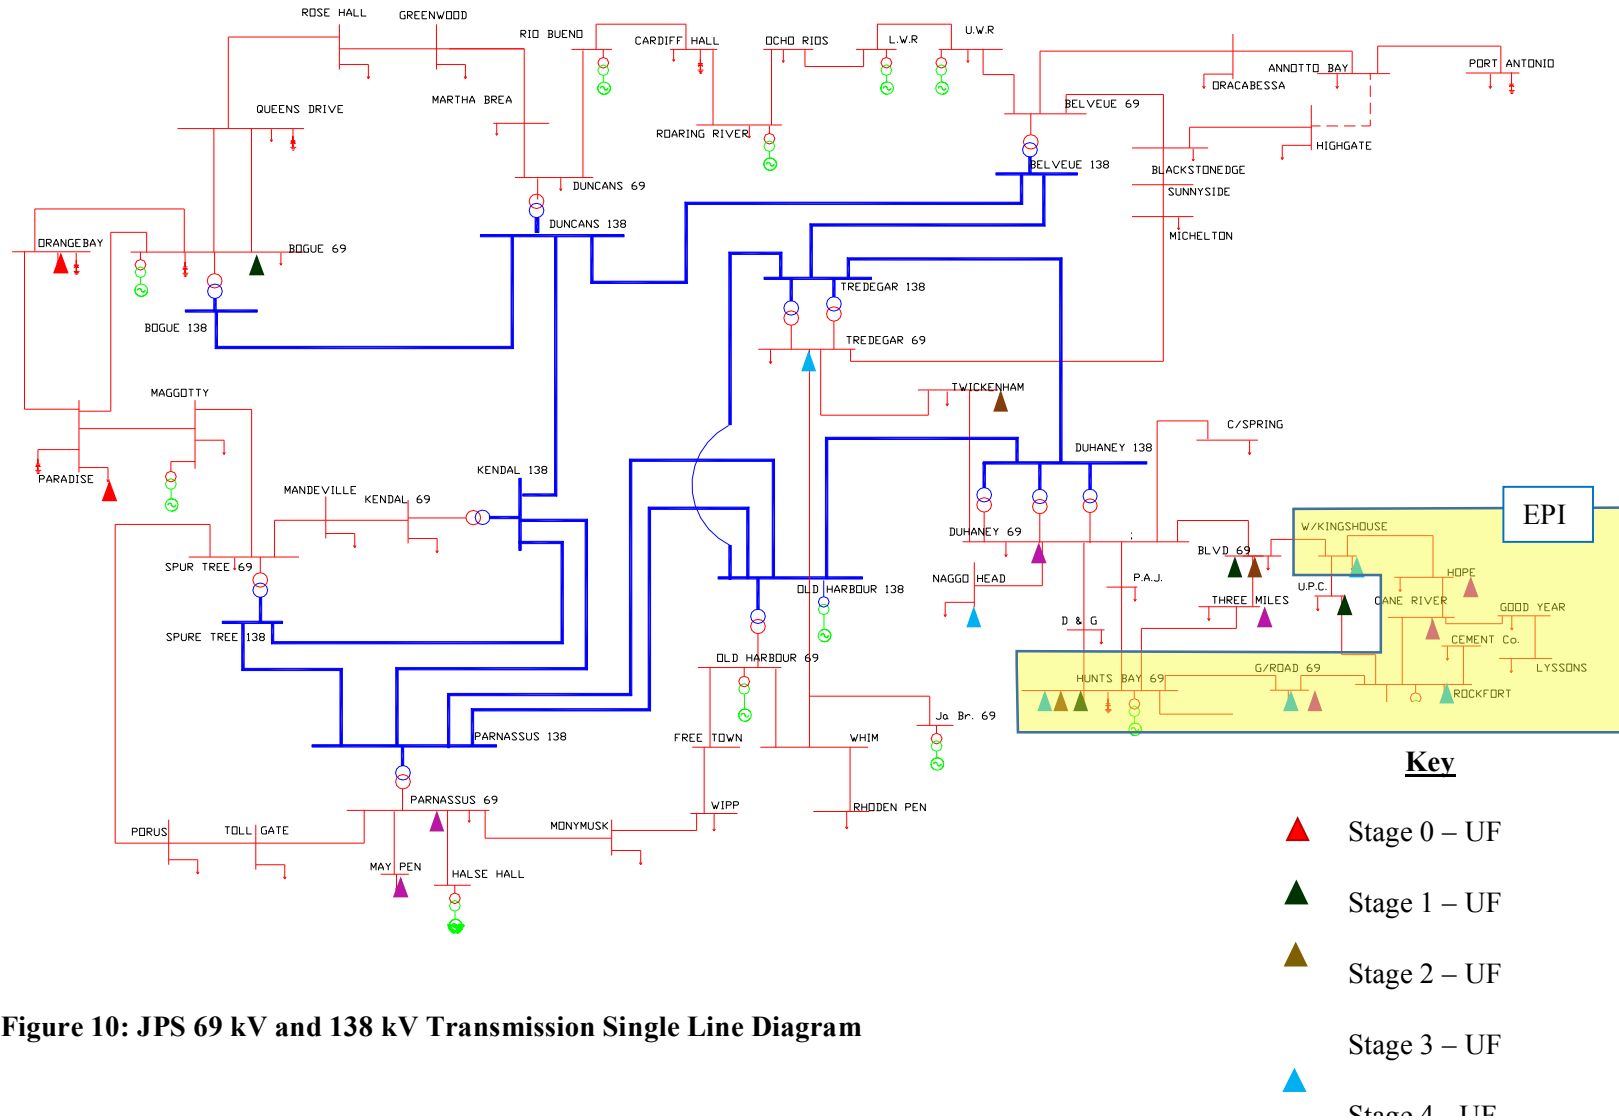 ROSE HALL
GREENWOOD
RIO BUENO
CARDIFF HALL
OCHO RIOS
L.W.R
U.W.R
ANNOTTO BAY
PORT ANTONIO
ORACABESSA
QUEENS DRIVE
MARTHA BREA
ROARING RIVER
BELVEUE 69
HIGHGATE
BELVEUE 138
BLACKSTONEDGE
SUNNYSIDE
DUNCANS 69
DUNCANS 138
MICHELTON
ORANGEBAY
BOGUE 69
TREDEGAR 138
BOGUE 138
TREDEGAR 69
MAGGOTTY
TWICKENHAM
C/SPRING
DUHANEY 138
PARADISE
KENDAL 138
MANDEVILLE
KENDAL 69
EPI
W/KINGSHOUSE
DUHANEY 69
:
BLVD 69
SPUR TREE 69
NAGGO HEAD
P.A.J.
HOPE
OLD HARBOUR 138
U.P.C.
THREE MILES
CANE RIVER
GOOD YEAR
D & G
SPURE TREE 138
CEMENT Co.
OLD HARBOUR 69
G/ROAD 69
LYSSONS
HUNTS BAY 69
ROCKFORT
Ja Br. 69
PARNASSUS 138
FREE TOWN
WHIM
Key
PARNASSUS 69
WIPP
RHODEN PEN
PORUS
TOLL GATE
MONYMUSK
Stage 0 – UF
MAY PEN
HALSE HALL
Stage 1 – UF
Stage 2 – UF
Figure 10: JPS 69 kV and 138 kV Transmission Single Line Diagram
Stage 3 – UF
Stage 4 – UF